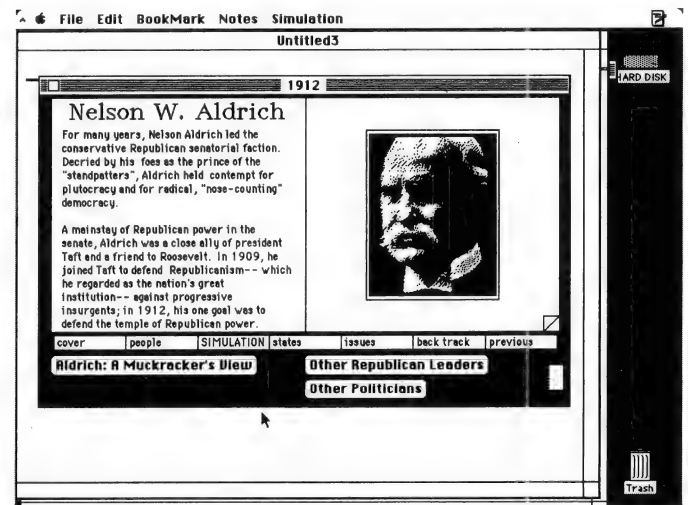 File Edit BookMark Notes Simulation
Untitled3
HARD DISK
1912
Nelson W. Aldrich
For many years, Nelson Aldrich led the
conservative Republican senatorial faction.
Decried by his foes as the prince of the
"standpatters", Aldrich held contempt for
plutocracy and for radical, "nose-counting"
democracy.
A mainstay of Republican power in the
senate, Aldrich was a close ally of president
Taft and a friend to Roosevelt. In 1909, he
joined Taft to defend Republicanism-- which
he regarded as the nation's great
institution-- against progressive
insurgents; in 1912, his one goal was to
defend the temple of Republican power.
cover people SIMULATION states issues back track previous
Aldrich: A Muckracker's View Other Republican Leaders
Other Politicians
Trash